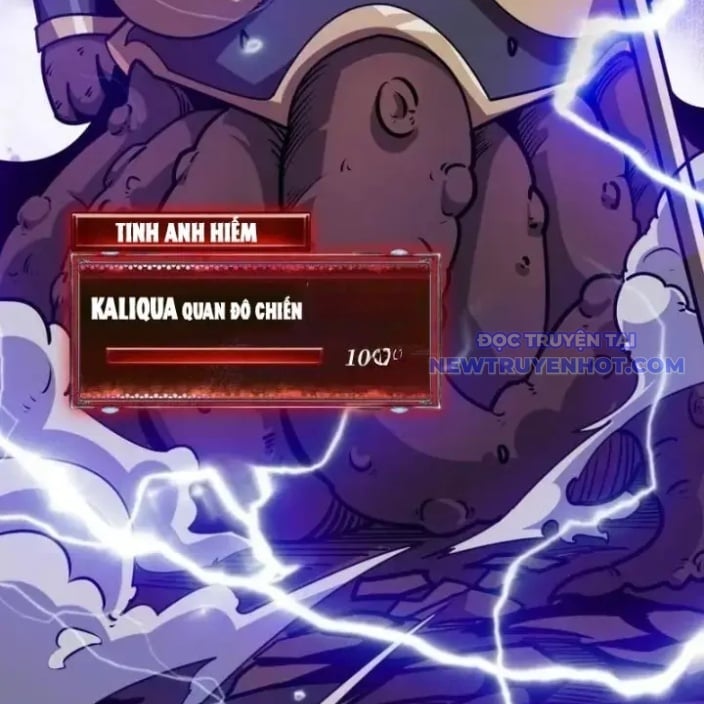 TINH ANH HIẾM
KALIQUA QUAN ĐÔ CHIẾN
ĐỌC TRUYỆN TẠI
NEWTRUYENHOT.COM